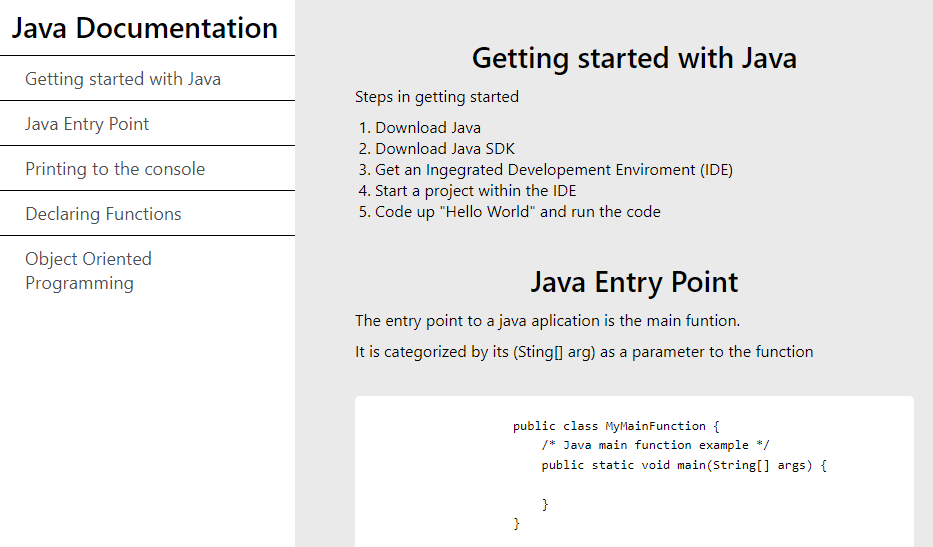 Java Documentation
Getting started with Java
Java Entry Point
Printing to the console
Declaring Functions
Object Oriented
Programming
Getting started with Java
Steps in getting started
1. Download Java
2. Download Java SDK
3. Get an Ingegrated Developement Enviroment (IDE)
4. Start a project within the IDE
5. Code up "Hello World" and run the code
Java Entry Point
The entry point to a java aplication is the main funtion.
It is categorized by its (Sting[] arg) as a parameter to the function
public class MyMainFunction {
    /* Java main function example */
    public static void main(String[] args) {
    }
}